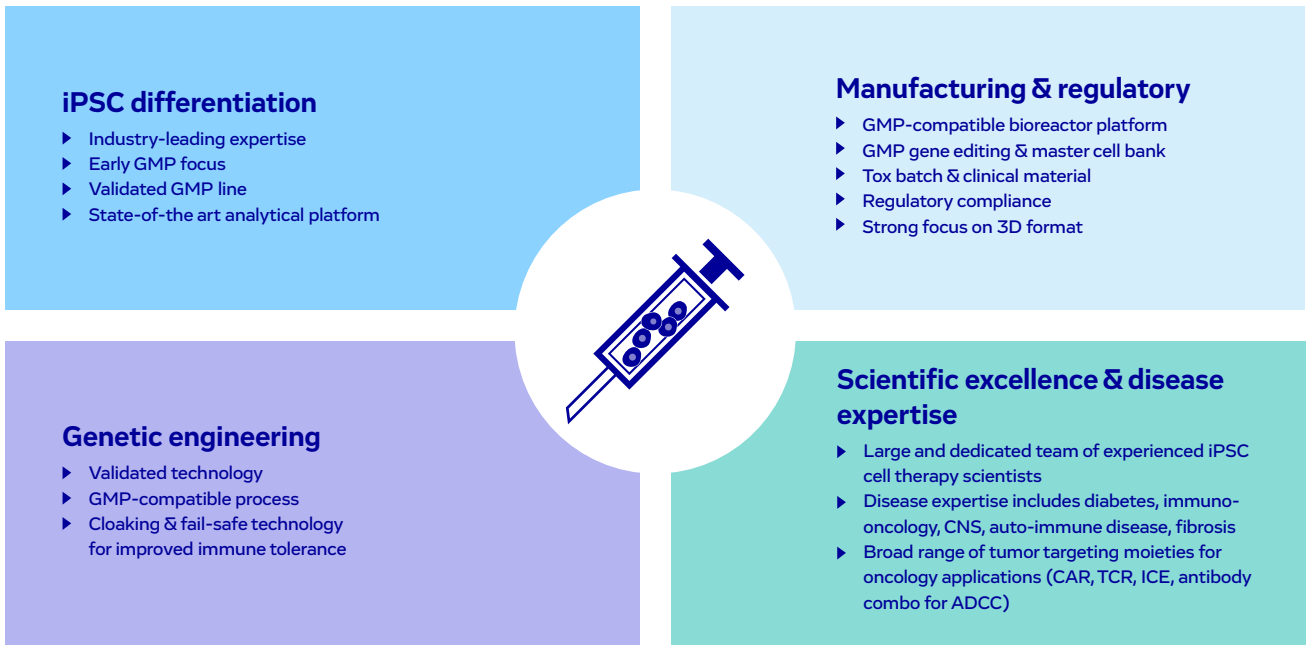 iPSC differentiation
Industry-leading expertise
Early GMP focus
Validated GMP line
State-of-the art analytical platform
Manufacturing & regulatory
GMP-compatible bioreactor platform
GMP gene editing & master cell bank
Tox batch & clinical material
Regulatory compliance
Strong focus on 3D format
Genetic engineering
Validated technology
GMP-compatible process
Cloaking & fail-safe technology
for improved immune tolerance
Scientific excellence & disease
expertise
Large and dedicated team of experienced iPSC
cell therapy scientists
Disease expertise includes diabetes, immuno-
oncology, CNS, auto-immune disease, fibrosis
Broad range of tumor targeting moieties for
oncology applications (CAR, TCR, ICE, antibody
combo for ADCC)